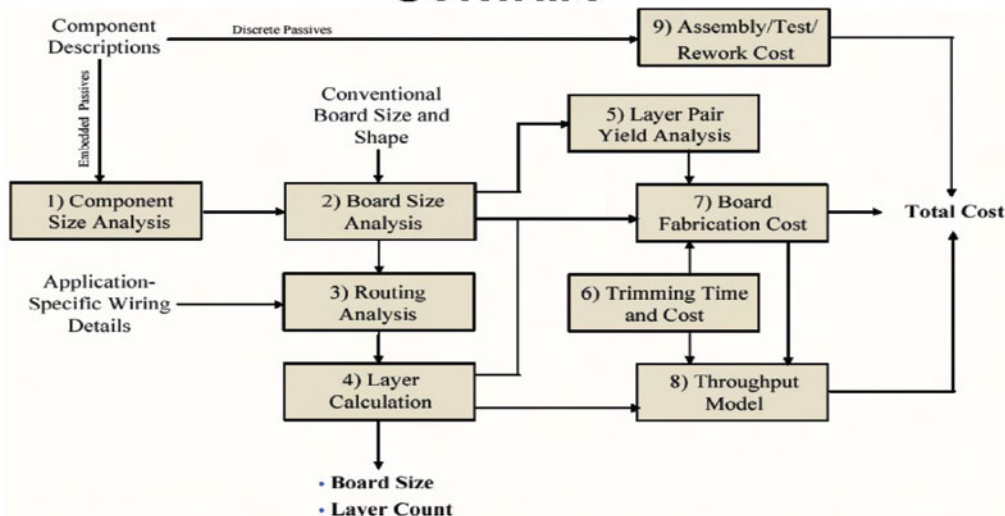 Component
Descriptions
Discrete Passives
9) Assembly/Test/
Rework Cost
Embedded Passives
Conventional
Board Size and
Shape
5) Layer Pair
Yield Analysis
1) Component
Size Analysis
2) Board Size
Analysis
7) Board
Fabrication Cost
Total Cost
Application-
Specific Wiring
Details
3) Routing
Analysis
6) Trimming Time
and Cost
4) Layer
Calculation
8) Throughput
Model
• Board Size
• Layer Count